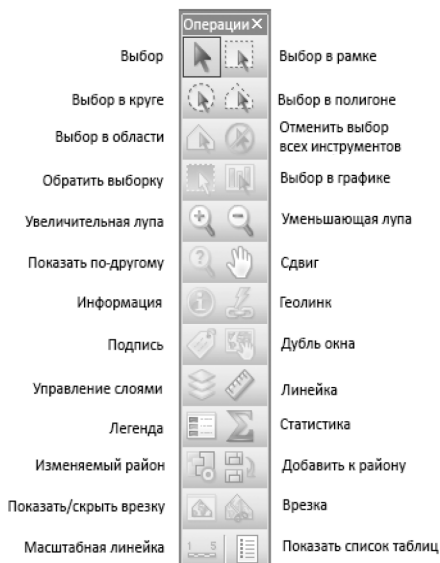 Операции
Выбор
Выбор в рамке
Выбор в круге
Выбор в полигоне
Выбор в области
Отменить выбор
всех инструментов
Обратить выборку
Выбор в графике
Увеличительная лупа
Уменьшающая лупа
Показать по-другому
Сдвиг
Информация
Геолинк
Подпись
Дубль окна
Управление слоями
Линейка
Легенда
Статистика
Изменяемый район
Добавить к району
Показать/скрыть врезку
Врезка
Масштабная линейка
1 5
Показать список таблиц